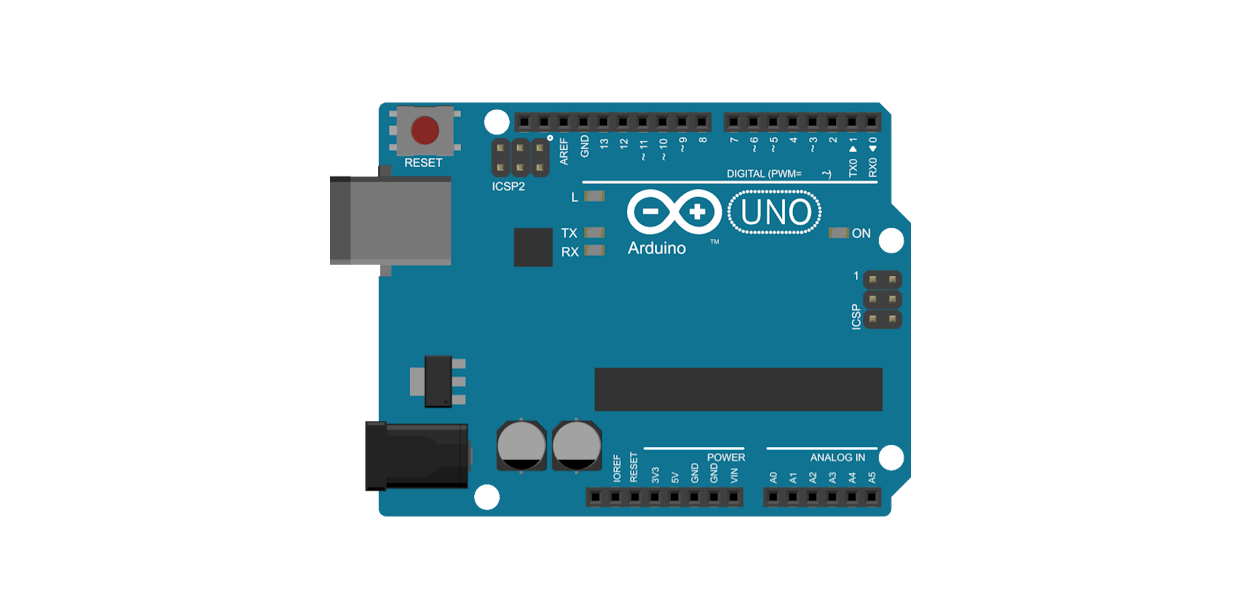 RESET
ICSP2
AREF
GND
13
12
~11
~10
~9
8
7
~6
~5
4
~3
2
TX0 ▶ 1
RX0 ◀ 0
DIGITAL (PWM= ~)
L
TX
RX
Arduino
TM
UNO
ON
1
ICSP
IOREF
RESET
3V3
5V
GND
GND
VIN
POWER
ANALOG IN
A0
A1
A2
A3
A4
A5